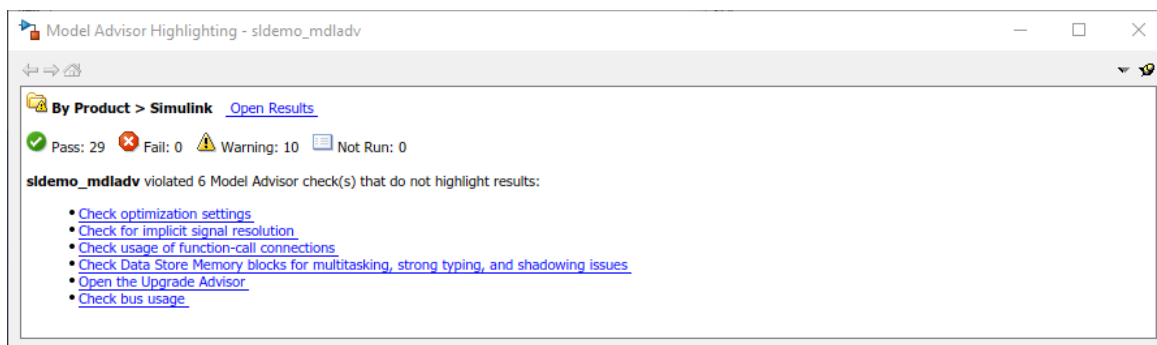 Model Advisor Highlighting - sldemo_mdladv
By Product > Simulink Open Results
Pass: 29 Fail: 0 Warning: 10 Not Run: 0
sldemo_mdladv violated 6 Model Advisor check(s) that do not highlight results:
• Check optimization settings
• Check for implicit signal resolution
• Check usage of function-call connections
• Check Data Store Memory blocks for multitasking, strong typing, and shadowing issues
• Open the Upgrade Advisor
• Check bus usage